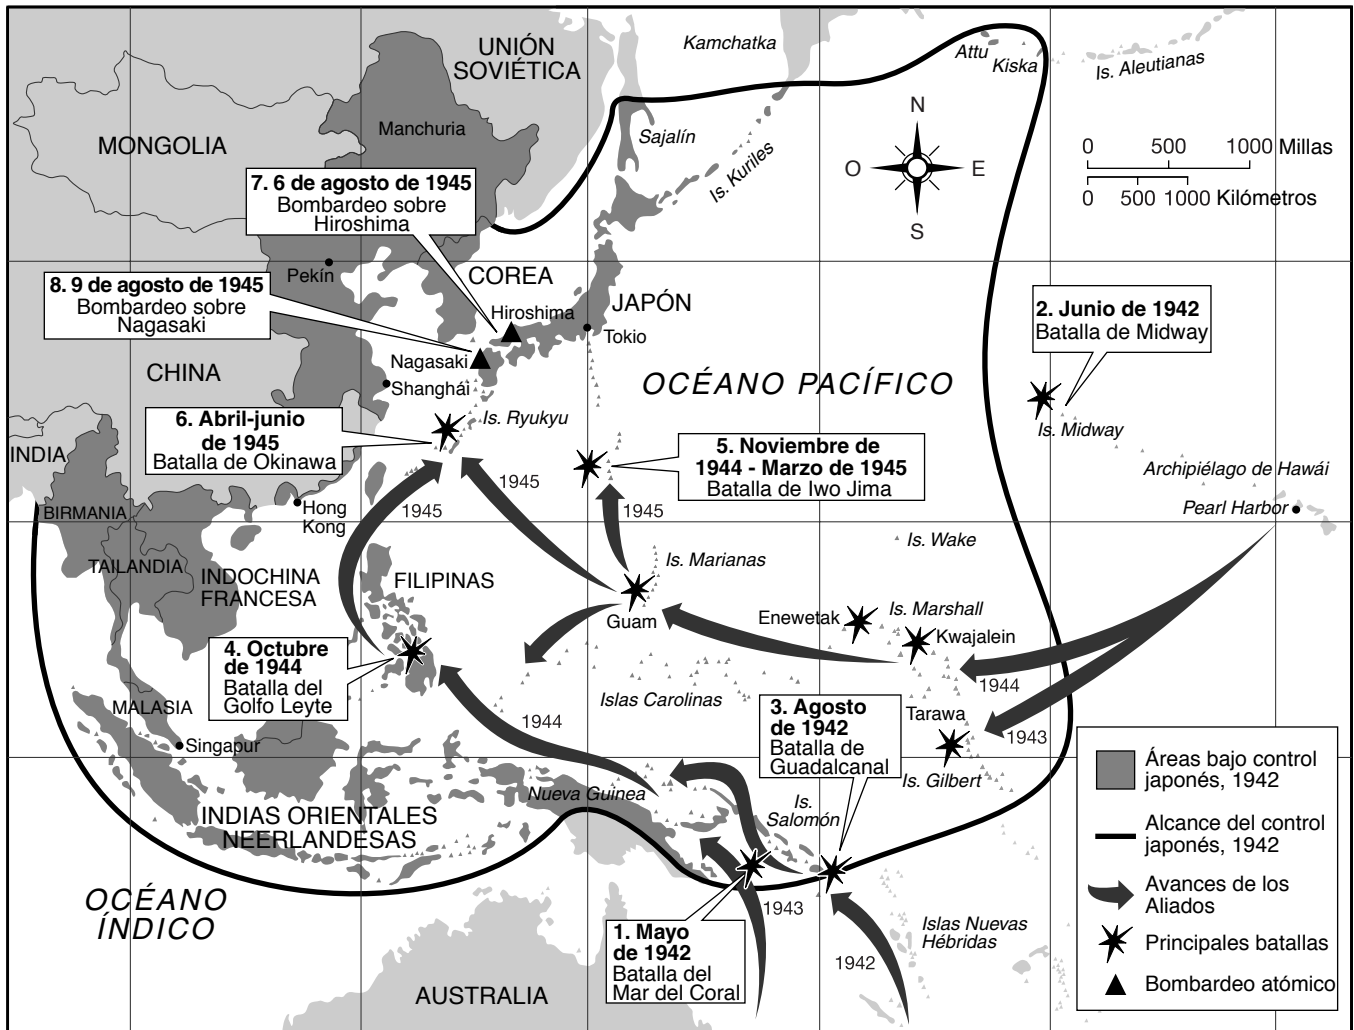 UNIÓN
SOVIÉTICA
Kamchatka
Attu
Kiska
Is. Aleutianas
MONGOLIA
Manchuria
Sajalín
Is. Kuriles
N
O
E
S
0 500 1000 Millas
0 500 1000 Kilómetros
7. 6 de agosto de 1945
Bombardeo sobre
Hiroshima
Pekín
COREA
8. 9 de agosto de 1945
Bombardeo sobre
Nagasaki
Hiroshima
JAPÓN
Tokio
2. Junio de 1942
Batalla de Midway
Nagasaki
CHINA
Shanghái
OCÉANO PACÍFICO
6. Abril-junio
de 1945
Batalla de Okinawa
Is. Ryukyu
Is. Midway
INDIA
5. Noviembre de
1944 - Marzo de 1945
Batalla de Iwo Jima
Archipiélago de Hawái
Pearl Harbor
1945
1945
1945
BIRMANIA
Hong
Kong
Is. Wake
TAILANDIA
INDOCHINA
FRANCESA
FILIPINAS
Is. Marianas
Guam
Enewetak
Is. Marshall
Kwajalein
4. Octubre
de 1944
Batalla del
Golfo Leyte
1944
MALASIA
Singapur
Islas Carolinas
1944
3. Agosto
de 1942
Batalla de
Guadalcanal
Tarawa
1943
Is. Gilbert
Nueva Guinea
Is.
Salomón
INDIAS ORIENTALES
NEERLANDESAS
OCÉANO
ÍNDICO
1943
1. Mayo
de 1942
Batalla del
Mar del Coral
1942
Islas Nuevas
Hébridas
AUSTRALIA
Áreas bajo control
japonés, 1942
Alcance del control
japonés, 1942
Avances de los
Aliados
Principales batallas
Bombardeo atómico